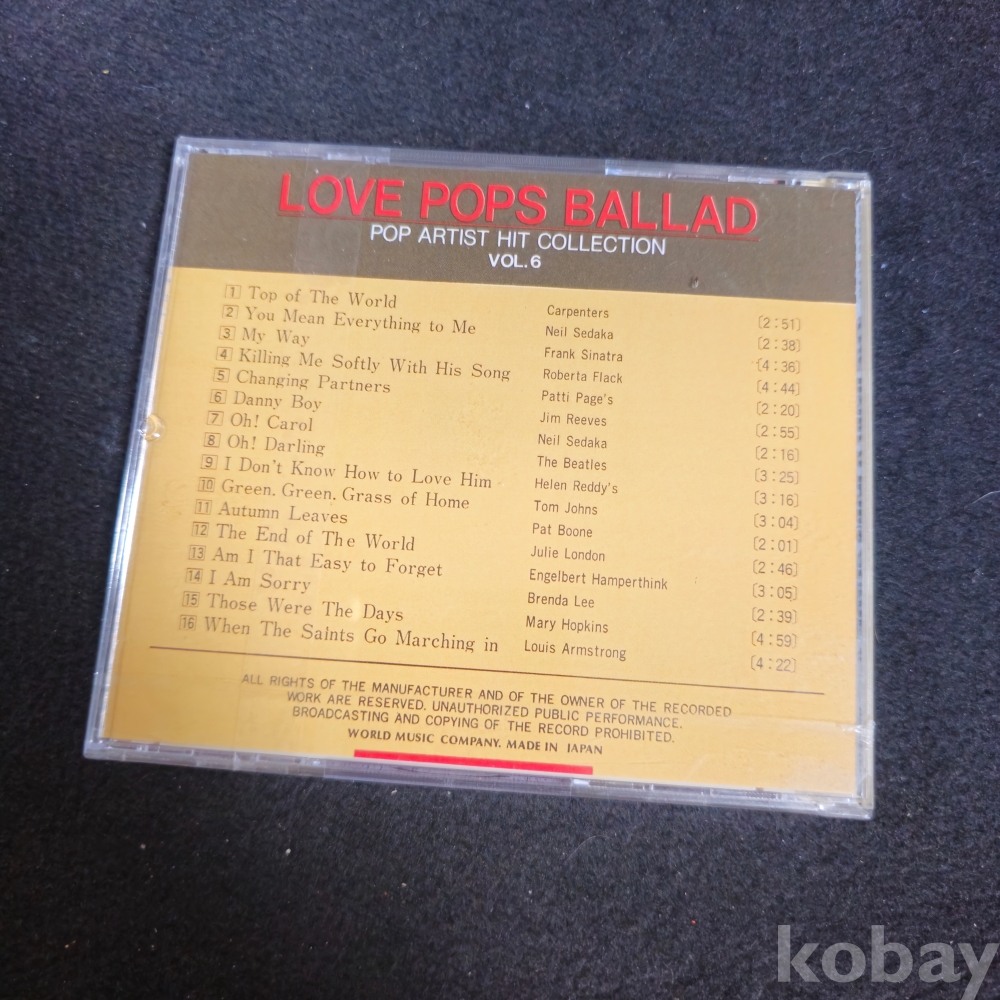 LOVE POPS BALLAD
POP ARTIST HIT COLLECTION
VOL.6
1 Top of The World Carpenters [2:51]
2 You Mean Everything to Me Neil Sedaka [2:38]
3 My Way Frank Sinatra [4:36]
4 Killing Me Softly With His Song Roberta Flack [4:44]
5 Changing Partners Patti Page's [2:20]
6 Danny Boy Jim Reeves [2:55]
7 Oh! Carol Neil Sedaka [2:16]
8 Oh! Darling The Beatles [3:25]
9 I Don't Know How to Love Him Helen Reddy's [3:16]
10 Green. Green. Grass of Home Tom Johns [3:04]
11 Autumn Leaves Pat Boone [2:01]
12 The End of The World Julie London [2:46]
13 Am I That Easy to Forget Engelbert Hamperthink [3:05]
14 I Am Sorry Brenda Lee [2:39]
15 Those Were The Days Mary Hopkins [4:59]
16 When The Saints Go Marching in Louis Armstrong [4:22]
ALL RIGHTS OF THE MANUFACTURER AND OF THE OWNER OF THE RECORDED
WORK ARE RESERVED. UNAUTHORIZED PUBLIC PERFORMANCE.
BROADCASTING AND COPYING OF THE RECORD PROHIBITED.
WORLD MUSIC COMPANY. MADE IN JAPAN
kobay